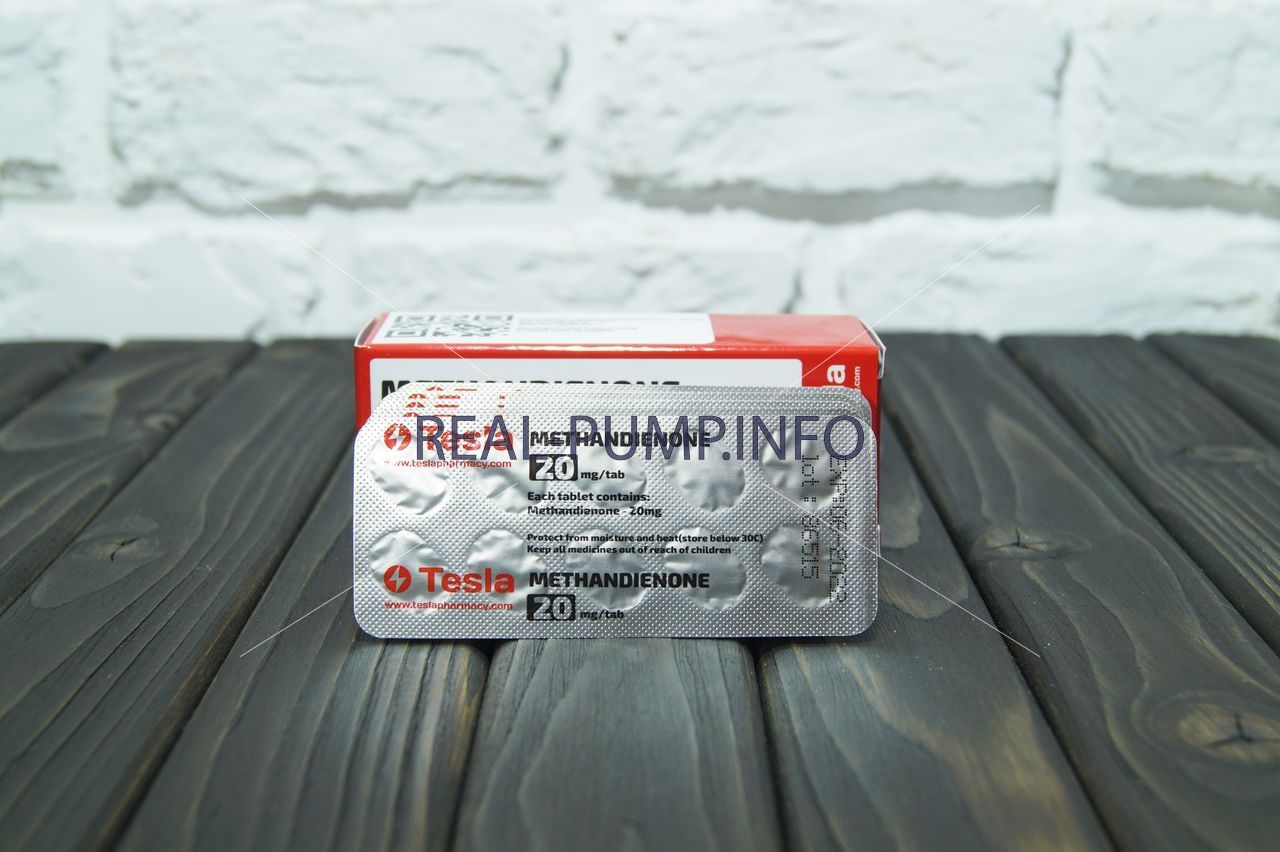 METHANDIENONE
REAL-PUMP.INFO
Tesla METHANDIENONE
www.teslapharmacy.com
20 mg/tab
Each tablet contains:
Methandienone - 20mg
Protect from moisture and heat(store below 30C)
Keep all medicines out of reach of children
Tesla METHANDIENONE
www.teslapharmacy.com
20 mg/tab